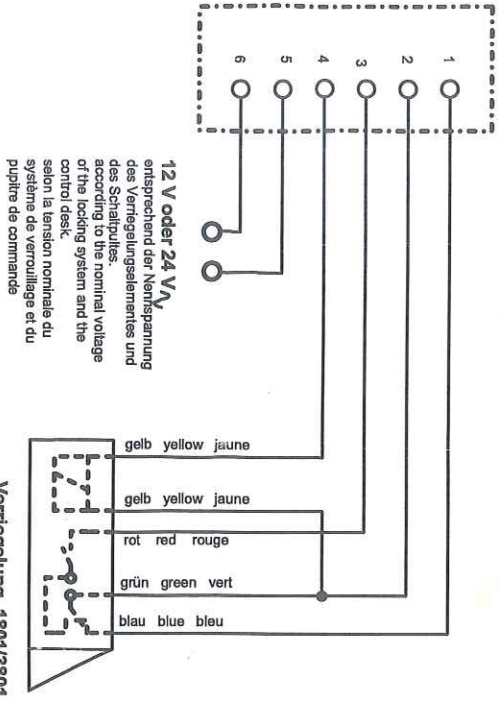 1
2
3
4
5
6
12 V oder 24 V∿
entsprechend der Nennspannung
des Verriegelungselementes und
des Schaltpultes.
according to the nominal voltage
of the locking system and the
control desk.
selon la tension nominale du
système de verrouillage et du
pupitre de commande
gelb yellow jaune
gelb yellow jaune
rot red rouge
grün green vert
blau blue bleu
Verriegelung